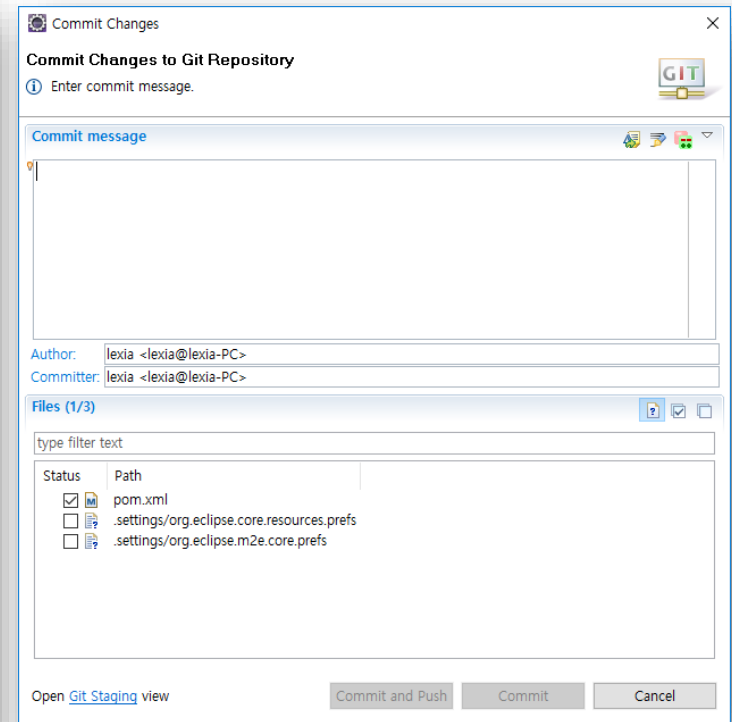 Commit Changes
Commit Changes to Git Repository
Enter commit message.
GIT
Commit message
Author: lexia <lexia@lexia-PC>
Committer: lexia <lexia@lexia-PC>
Files (1/3)
type filter text
Status Path
pom.xml
.settings/org.eclipse.core.resources.prefs
.settings/org.eclipse.m2e.core.prefs
Open Git Staging view Commit and Push Commit Cancel